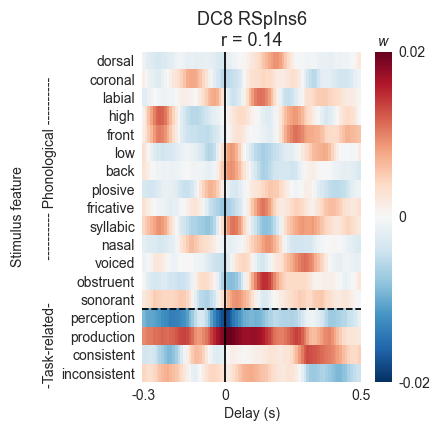 DC8 RSpIns6
r = 0.14
w
dorsal
coronal
labial
high
front
low
back
plosive
fricative
syllabic
nasal
voiced
obstruent
sonorant
perception
production
consistent
inconsistent
Stimulus feature
---------- Phonological ----------
-Task-related-
0.02
0
-0.02
-0.3
0
0.5
Delay (s)